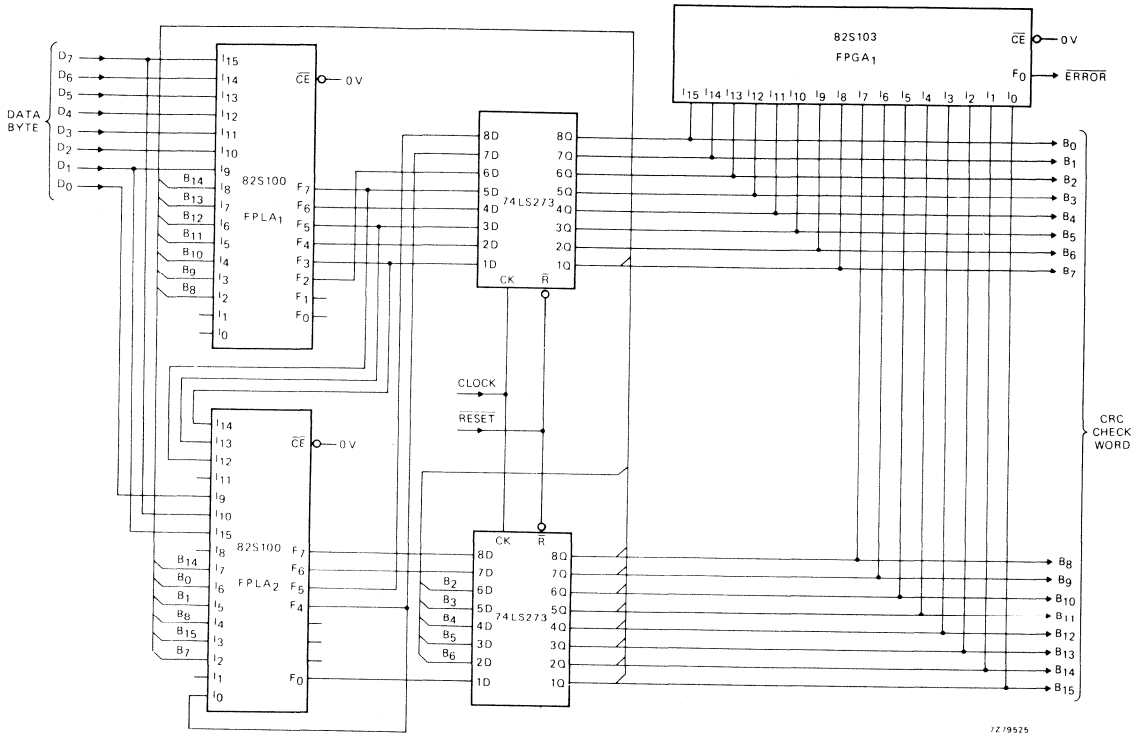 82S103
FPGA1
CE
0 V
F0
ERROR
I15 I14 I13 I12 I11 I10 I9 I8 I7 I6 I5 I4 I3 I2 I1 I0
DATA
BYTE
D7
D6
D5
D4
D3
D2
D1
D0
I15
I14
I13
I12
I11
I10
I9
B14 I8
B13 I7
B12 I6
B11 I5
B10 I4
B9 I3
B8 I2
I1
I0
CE
0 V
82S100
FPLA1
F7
F6
F5
F4
F3
F2
F1
F0
8D 8Q
7D 7Q
6D 6Q
5D 5Q
74LS273
4D 4Q
3D 3Q
2D 2Q
1D 1Q
CK R
B0
B1
B2
B3
B4
B5
B6
B7
CLOCK
RESET
CRC
CHECK
WORD
I14
I13
I12
I11
I9
I10
I15
I8
B14 I7
B0 I6
B1 I5
B8 I4
B15 I3
B7 I2
I1
I0
CE
0 V
82S100
FPLA2
F7
F6
F5
F4
F0
CK R
8D 8Q
7D 7Q
B2 6D 6Q
B3 5D 5Q
74LS273
B4 4D 4Q
B5 3D 3Q
B6 2D 2Q
1D 1Q
B8
B9
B10
B11
B12
B13
B14
B15
7Z79525